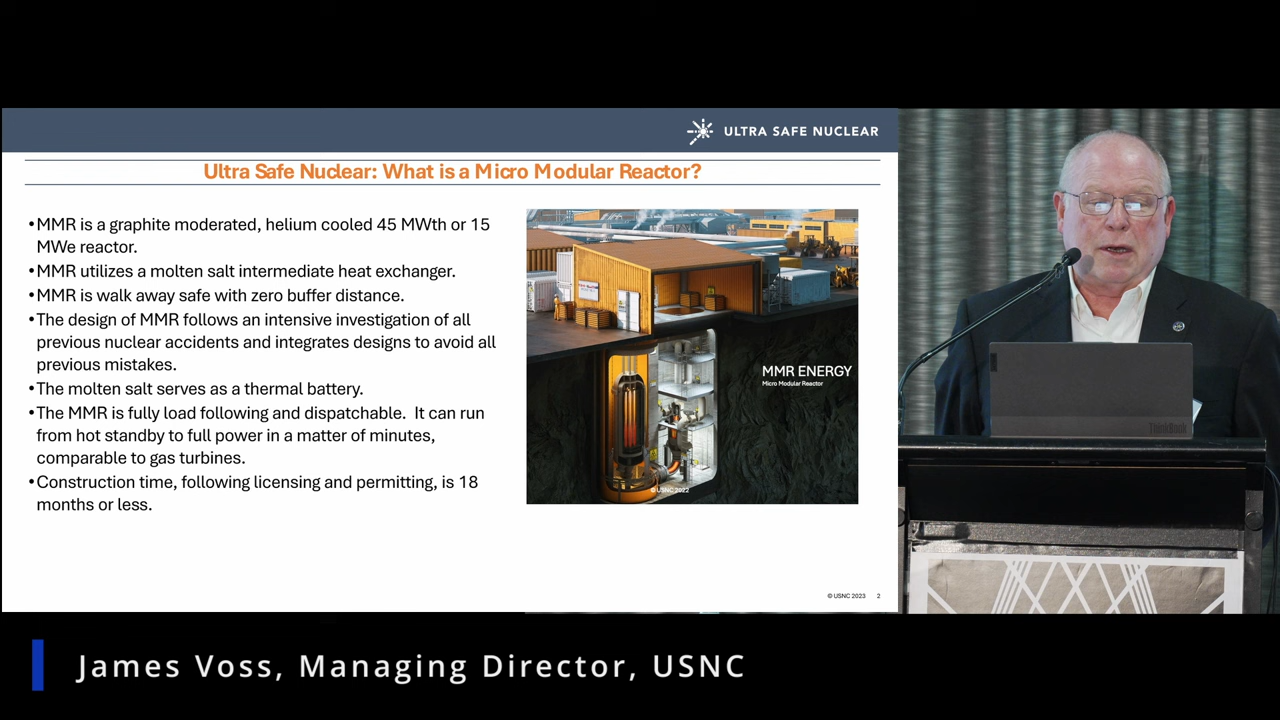 ULTRA SAFE NUCLEAR
Ultra Safe Nuclear: What is a Micro Modular Reactor?
•MMR is a graphite moderated, helium cooled 45 MWth or 15
MWe reactor.
•MMR utilizes a molten salt intermediate heat exchanger.
•MMR is walk away safe with zero buffer distance.
•The design of MMR follows an intensive investigation of all
previous nuclear accidents and integrates designs to avoid all
previous mistakes.
•The molten salt serves as a thermal battery.
•The MMR is fully load following and dispatchable.  It can run
from hot standby to full power in a matter of minutes,
comparable to gas turbines.
•Construction time, following licensing and permitting, is 18
months or less.
MMR ENERGY
Micro Modular Reactor
© USNC 2022
© USNC 2023 2
ThinkBook
James Voss, Managing Director, USNC